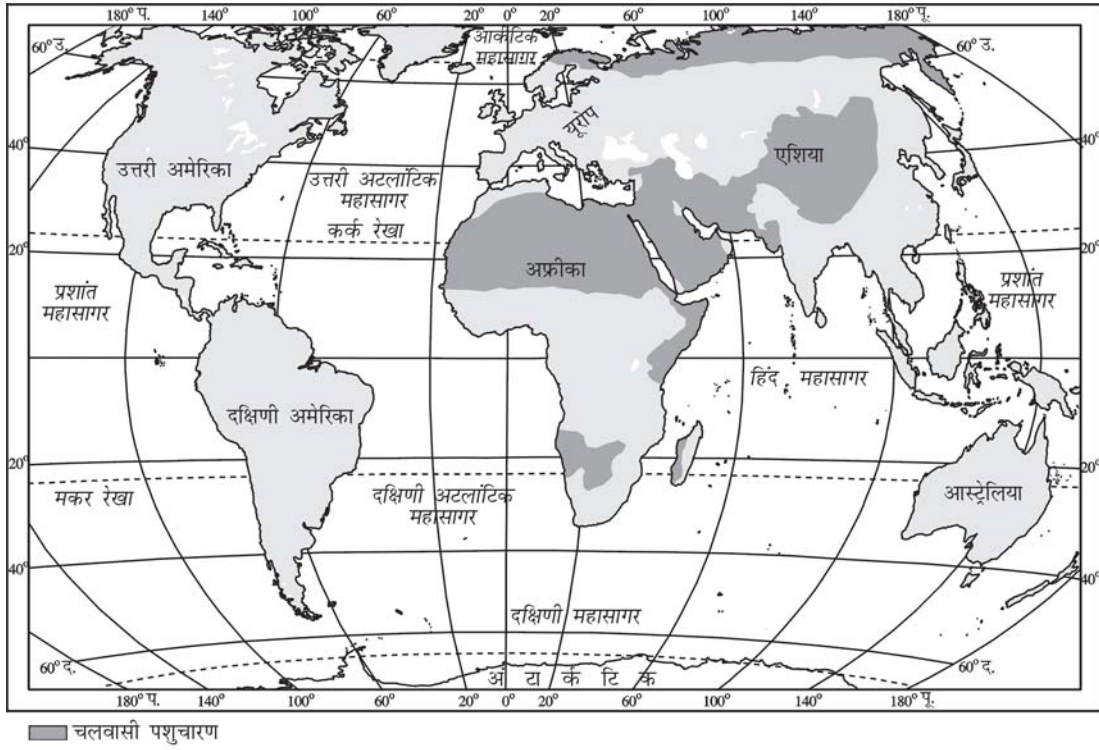 180° प. 140° 100° 60° 20° 0° 20° 60° 100° 140° 180° पू.
60° उ. 60° उ.
आर्कटिक
महासागर
यूरोप
40° 40°
एशिया
उत्तरी अमेरिका
उत्तरी अटलांटिक
महासागर
कर्क रेखा
20° 20°
अफ्रीका
प्रशांत
महासागर
प्रशांत
महासागर
0° 0°
हिंद महासागर
दक्षिणी अमेरिका
20° 20°
मकर रेखा
दक्षिणी अटलांटिक
महासागर
आस्ट्रेलिया
40° 40°
दक्षिणी महासागर
60° द. 60° द.
अं टा र्क टि क
180° प. 140° 100° 60° 20° 0° 20° 60° 100° 140° 180° पू.
चलवासी पशुचारण